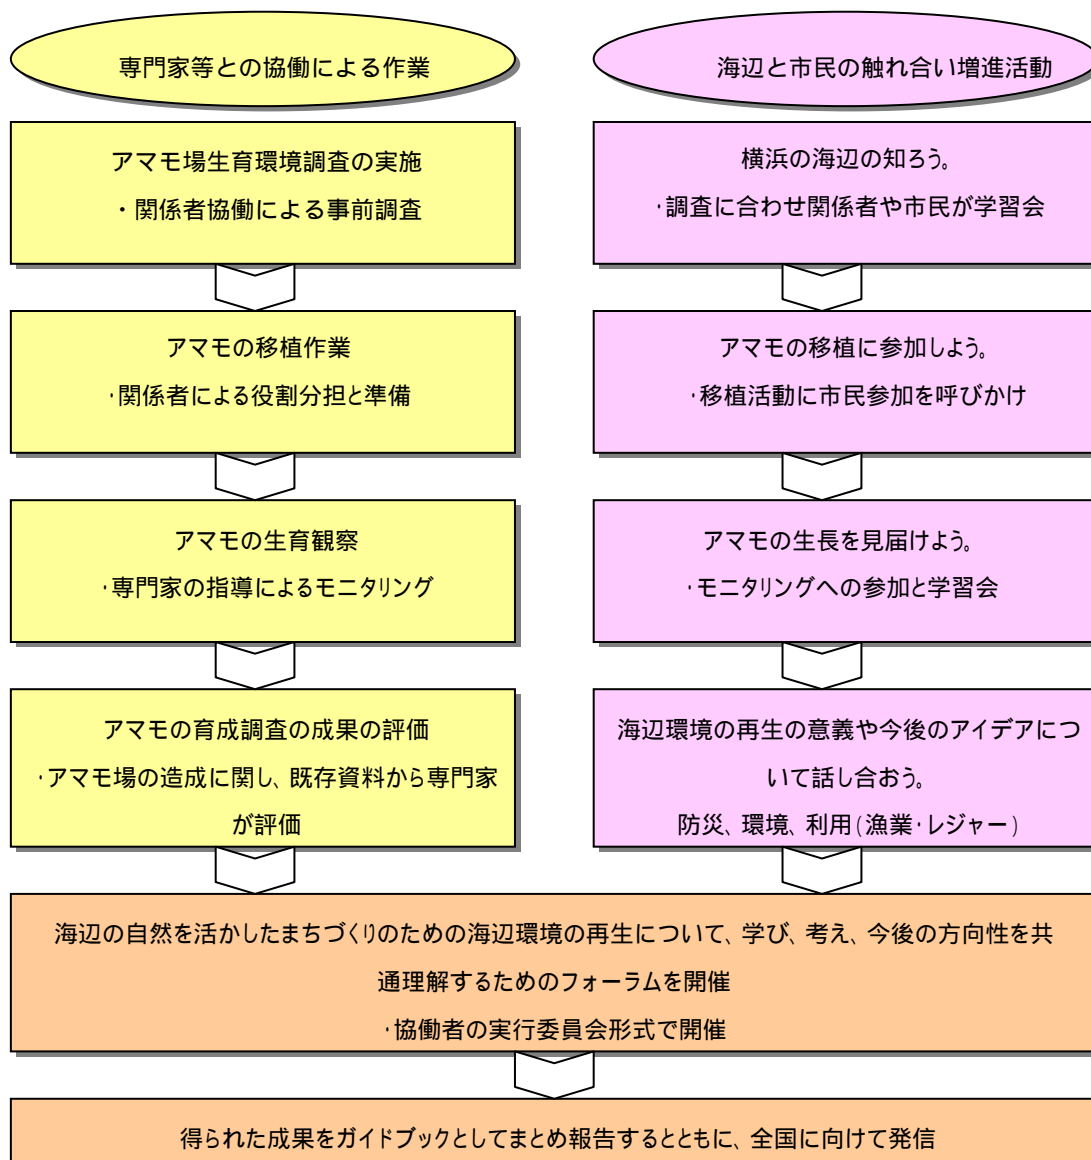 専門家等との協働による作業
アマモ場生育環境調査の実施
・関係者協働による事前調査
アマモの移植作業
・関係者による役割分担と準備
アマモの生育観察
・専門家の指導によるモニタリング
アマモの育成調査の成果の評価
・アマモ場の造成に関し、既存資料から専門家
が評価
海辺と市民の触れ合い増進活動
横浜の海辺の知ろう。
・調査に合わせ関係者や市民が学習会
アマモの移植に参加しよう。
・移植活動に市民参加を呼びかけ
アマモの生長を見届けよう。
・モニタリングへの参加と学習会
海辺環境の再生の意義や今後のアイデアにつ
いて話し合おう。
防災、環境、利用(漁業・レジャー)
海辺の自然を活かしたまちづくりのための海辺環境の再生について、学び、考え、今後の方向性を共
通理解するためのフォーラムを開催
・協働者の実行委員会形式で開催
得られた成果をガイドブックとしてまとめ報告するとともに、全国に向けて発信